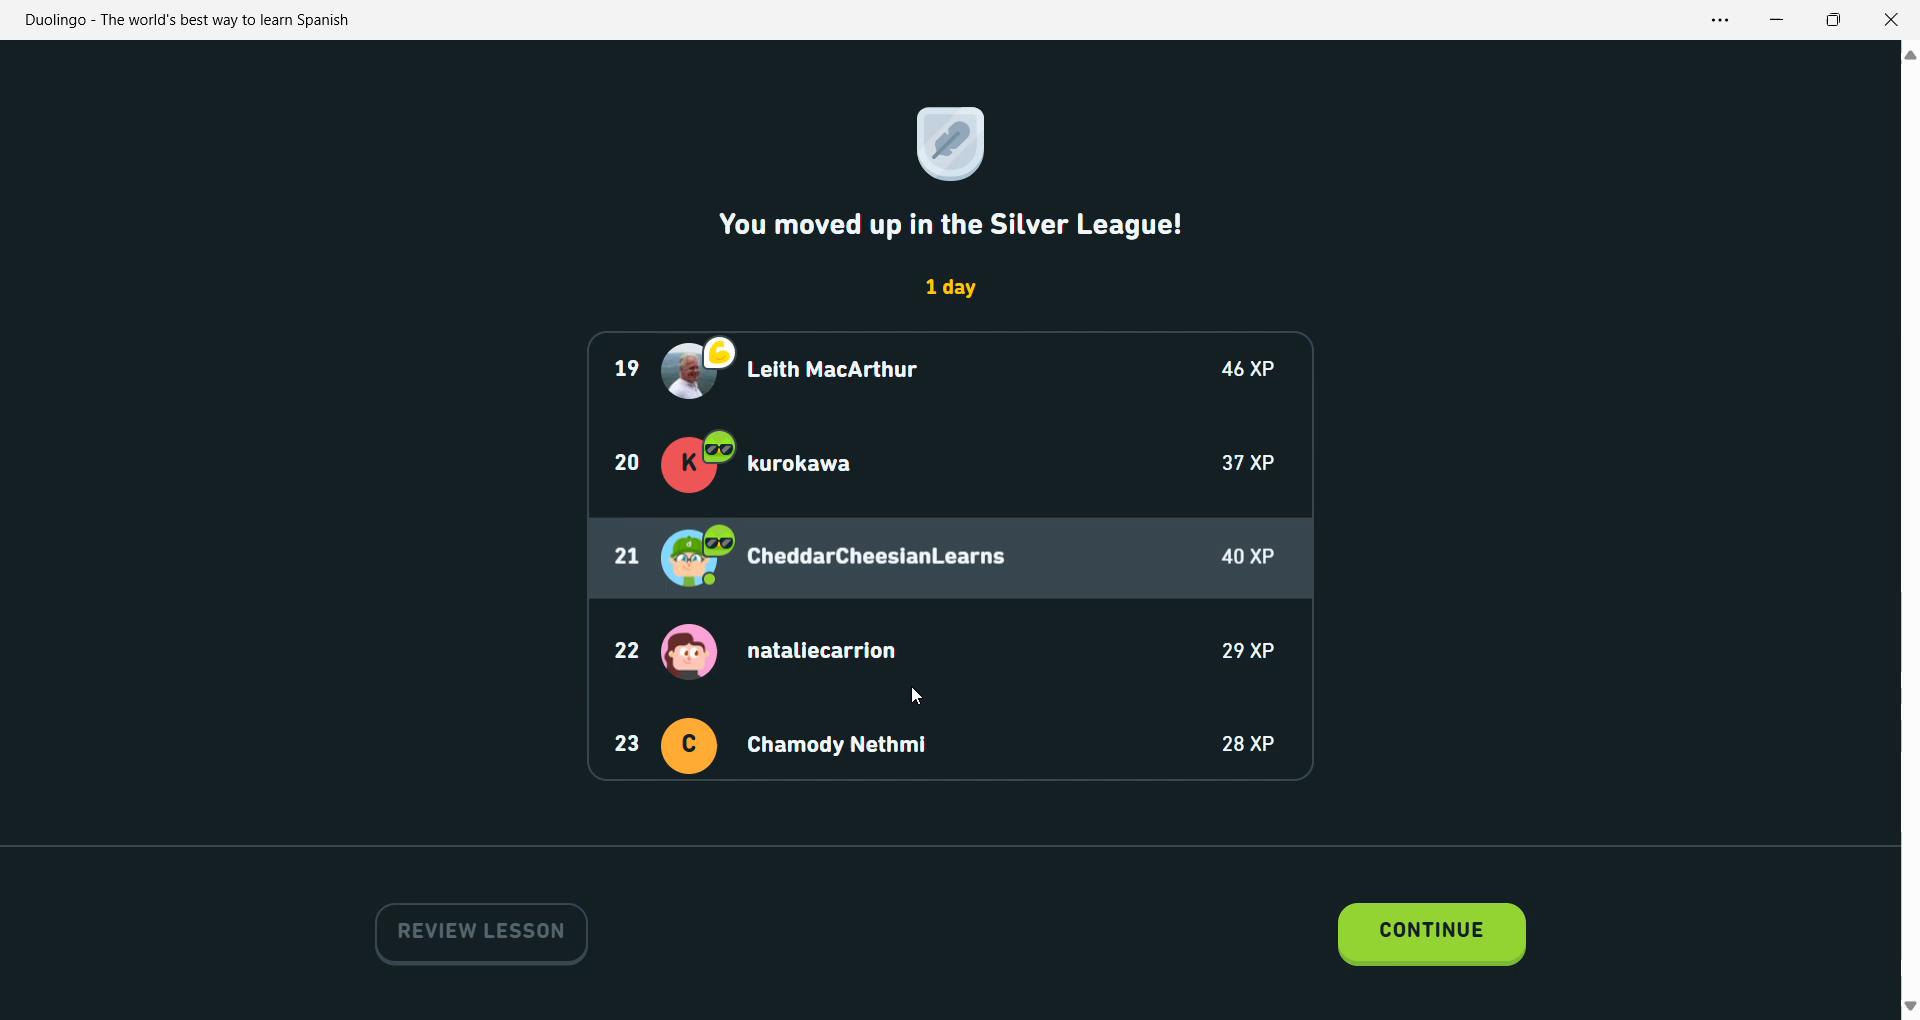 Duolingo - The world's best way to learn Spanish
You moved up in the Silver League!
1 day
19 Leith MacArthur 46 XP
20 K kurokawa 37 XP
21 CheddarCheesianLearns 40 XP
22 nataliecarrion 29 XP
23 C Chamody Nethmi 28 XP
REVIEW LESSON CONTINUE